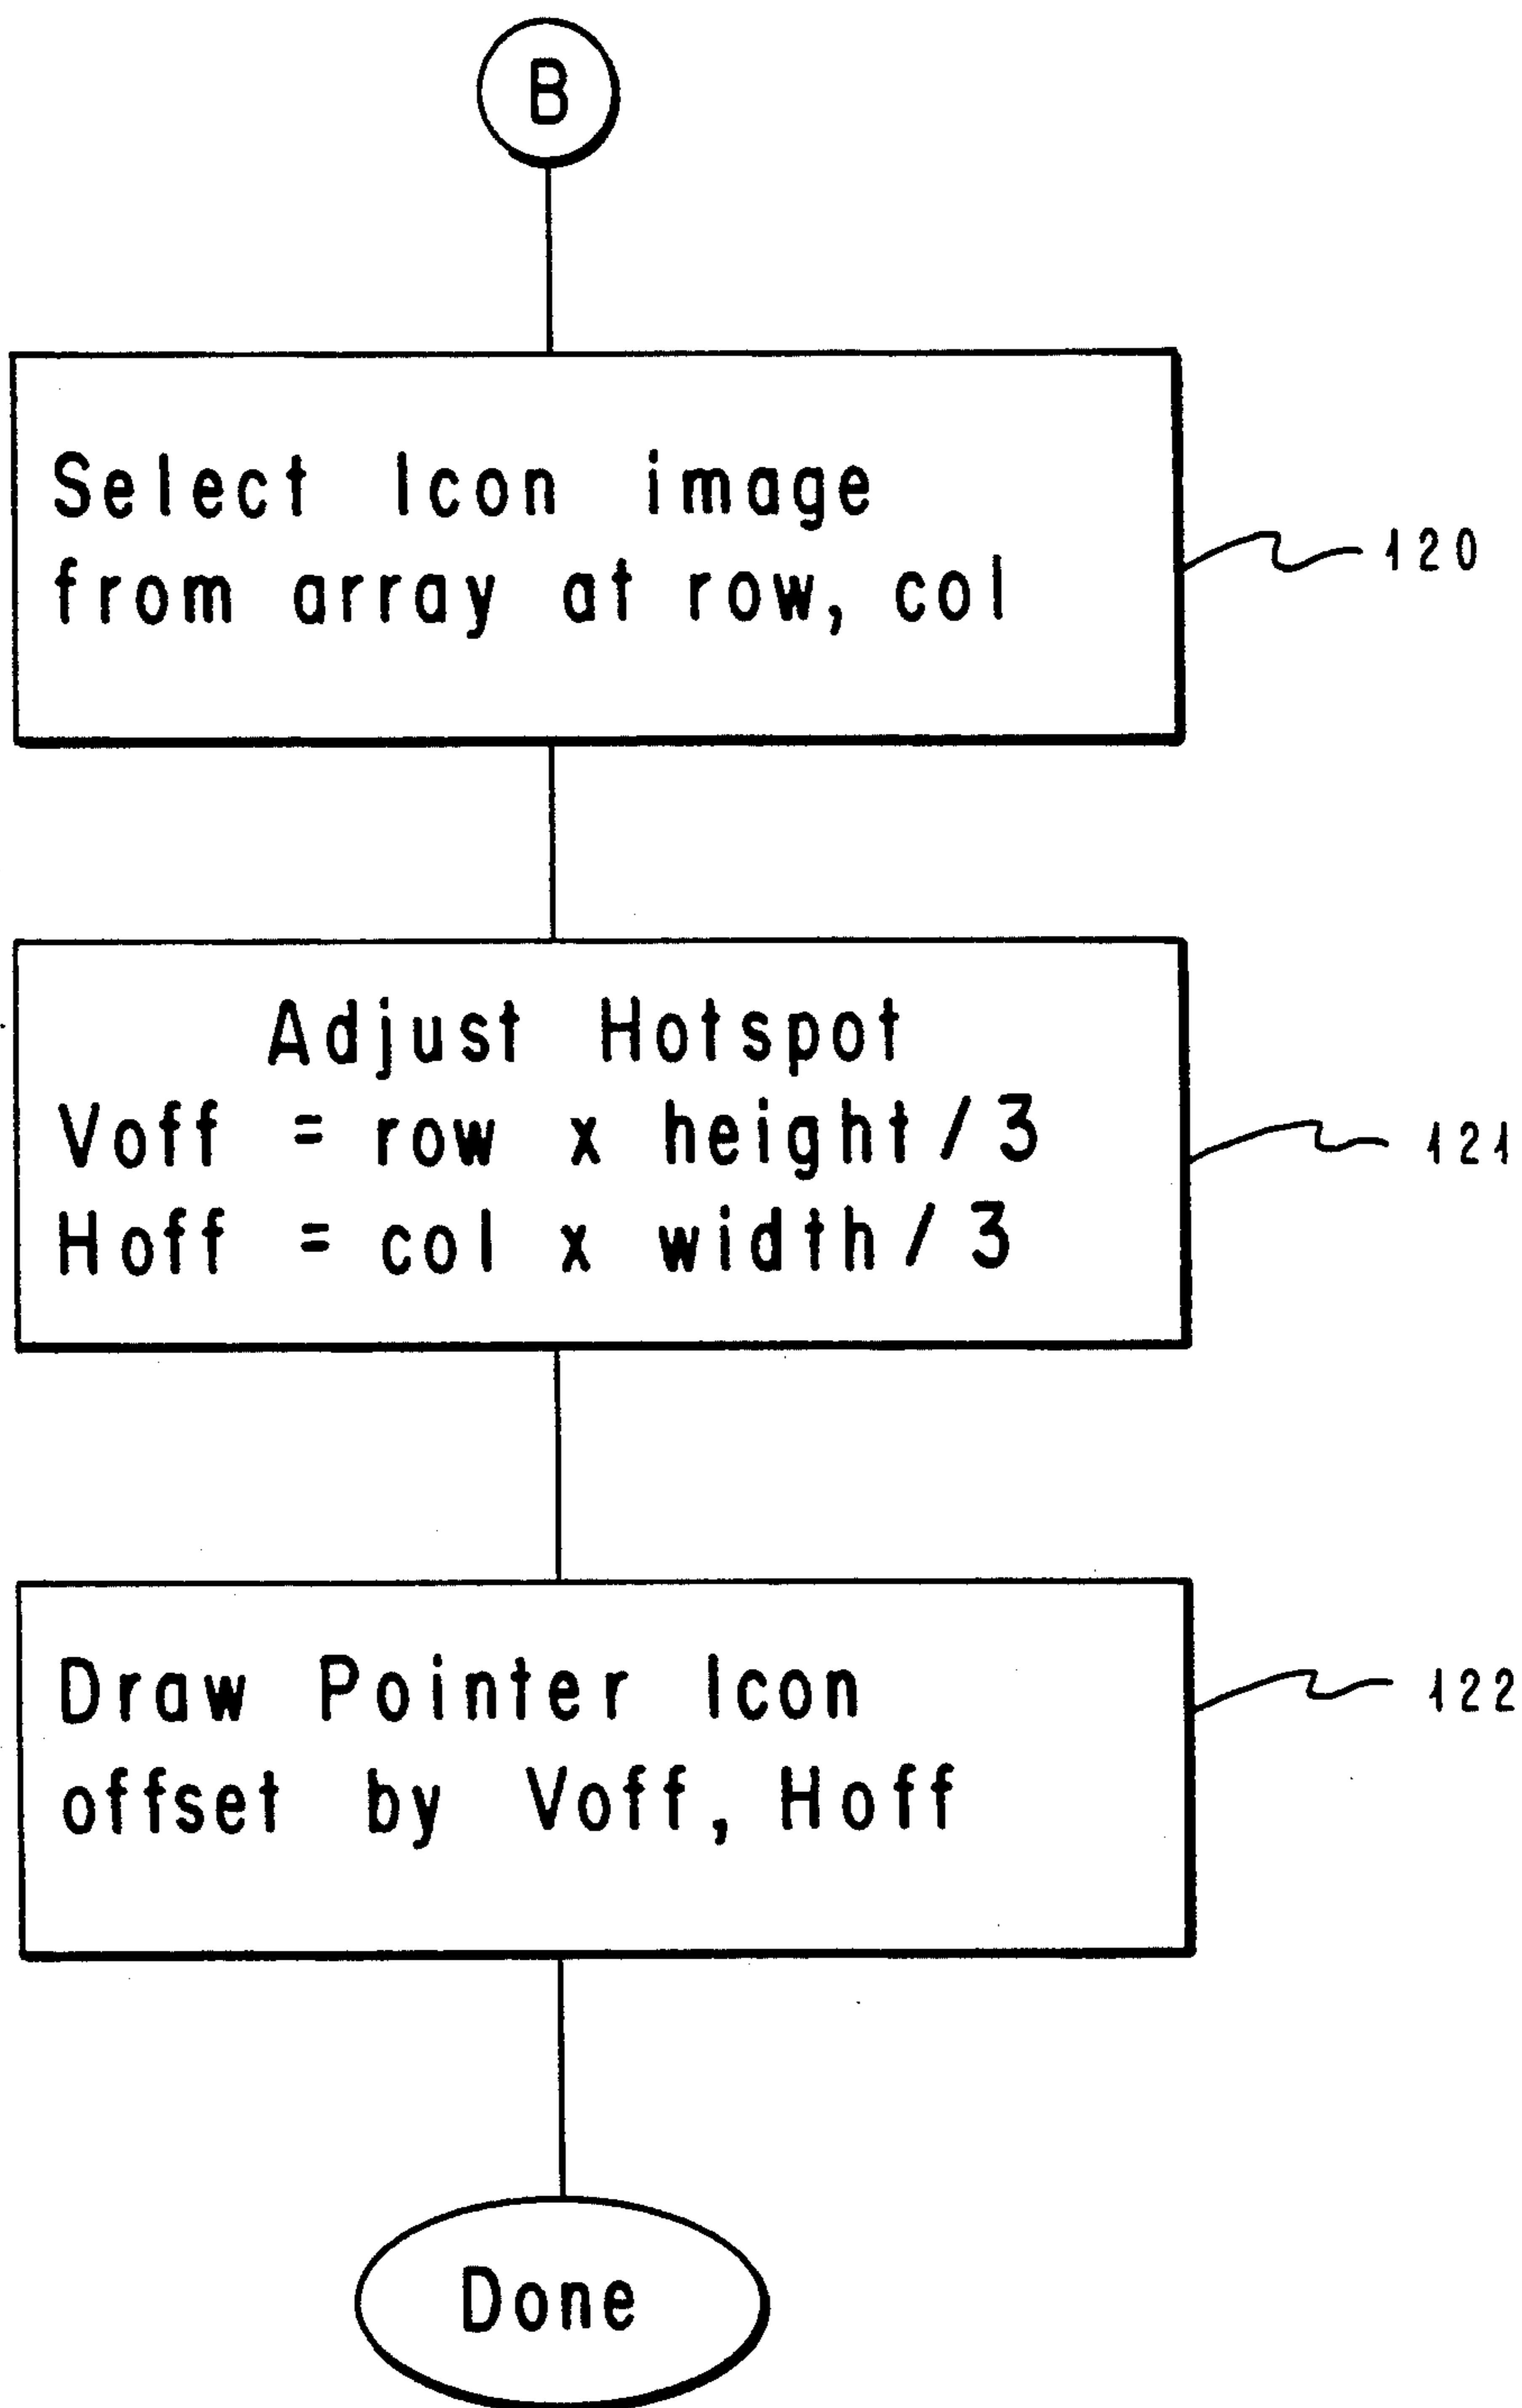 B
Select Icon image
from array at row, col
120
Adjust Hotspot
Voff = row x height/3
Hoff = col x width/3
121
Draw Pointer Icon
offset by Voff, Hoff
122
Done